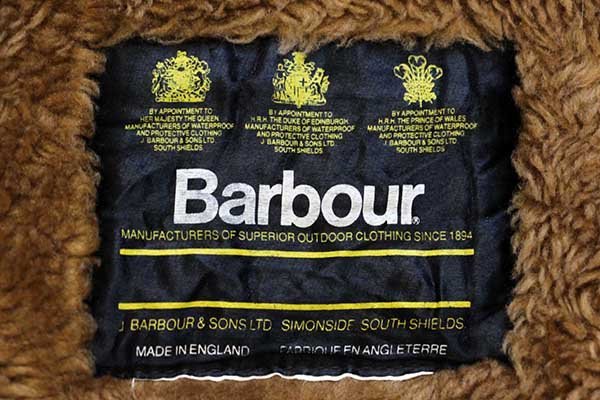 BY APPOINTMENT TO
HER MAJESTY THE QUEEN
MANUFACTURERS OF WATERPROOF
AND PROTECTIVE CLOTHING
J. BARBOUR & SONS LTD.
SOUTH SHIELDS
BY APPOINTMENT TO
H.R.H. THE DUKE OF EDINBURGH
MANUFACTURERS OF WATERPROOF
AND PROTECTIVE CLOTHING
J. BARBOUR & SONS LTD.
SOUTH SHIELDS
BY APPOINTMENT TO
H.R.H. THE PRINCE OF WALES
MANUFACTURERS OF WATERPROOF
AND PROTECTIVE CLOTHING
J. BARBOUR & SONS LTD.
SOUTH SHIELDS
Barbour®
MANUFACTURERS OF SUPERIOR OUTDOOR CLOTHING SINCE 1894
J. BARBOUR & SONS LTD SIMONSIDE SOUTH SHIELDS.
MADE IN ENGLAND FABRIQUE EN ANGLETERRE